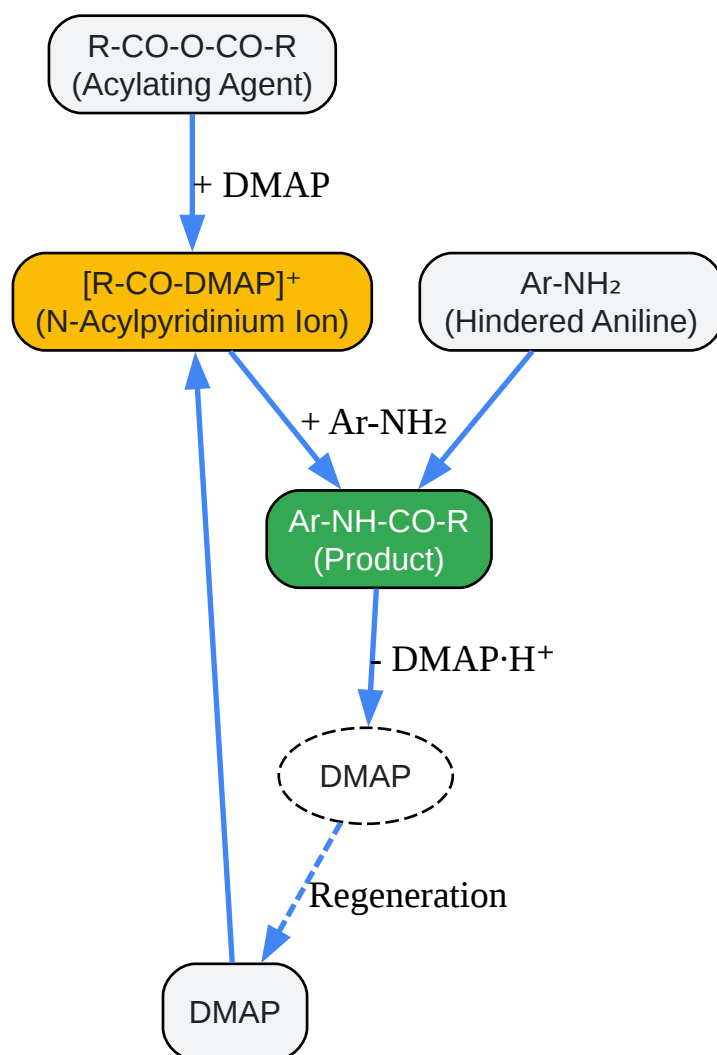 R-CO-O-CO-R
(Acylating Agent)
+ DMAP
[R-CO-DMAP]⁺
(N-Acylpyridinium Ion)
Ar-NH₂
(Hindered Aniline)
+ Ar-NH₂
Ar-NH-CO-R
(Product)
- DMAP·H⁺
DMAP
Regeneration
DMAP